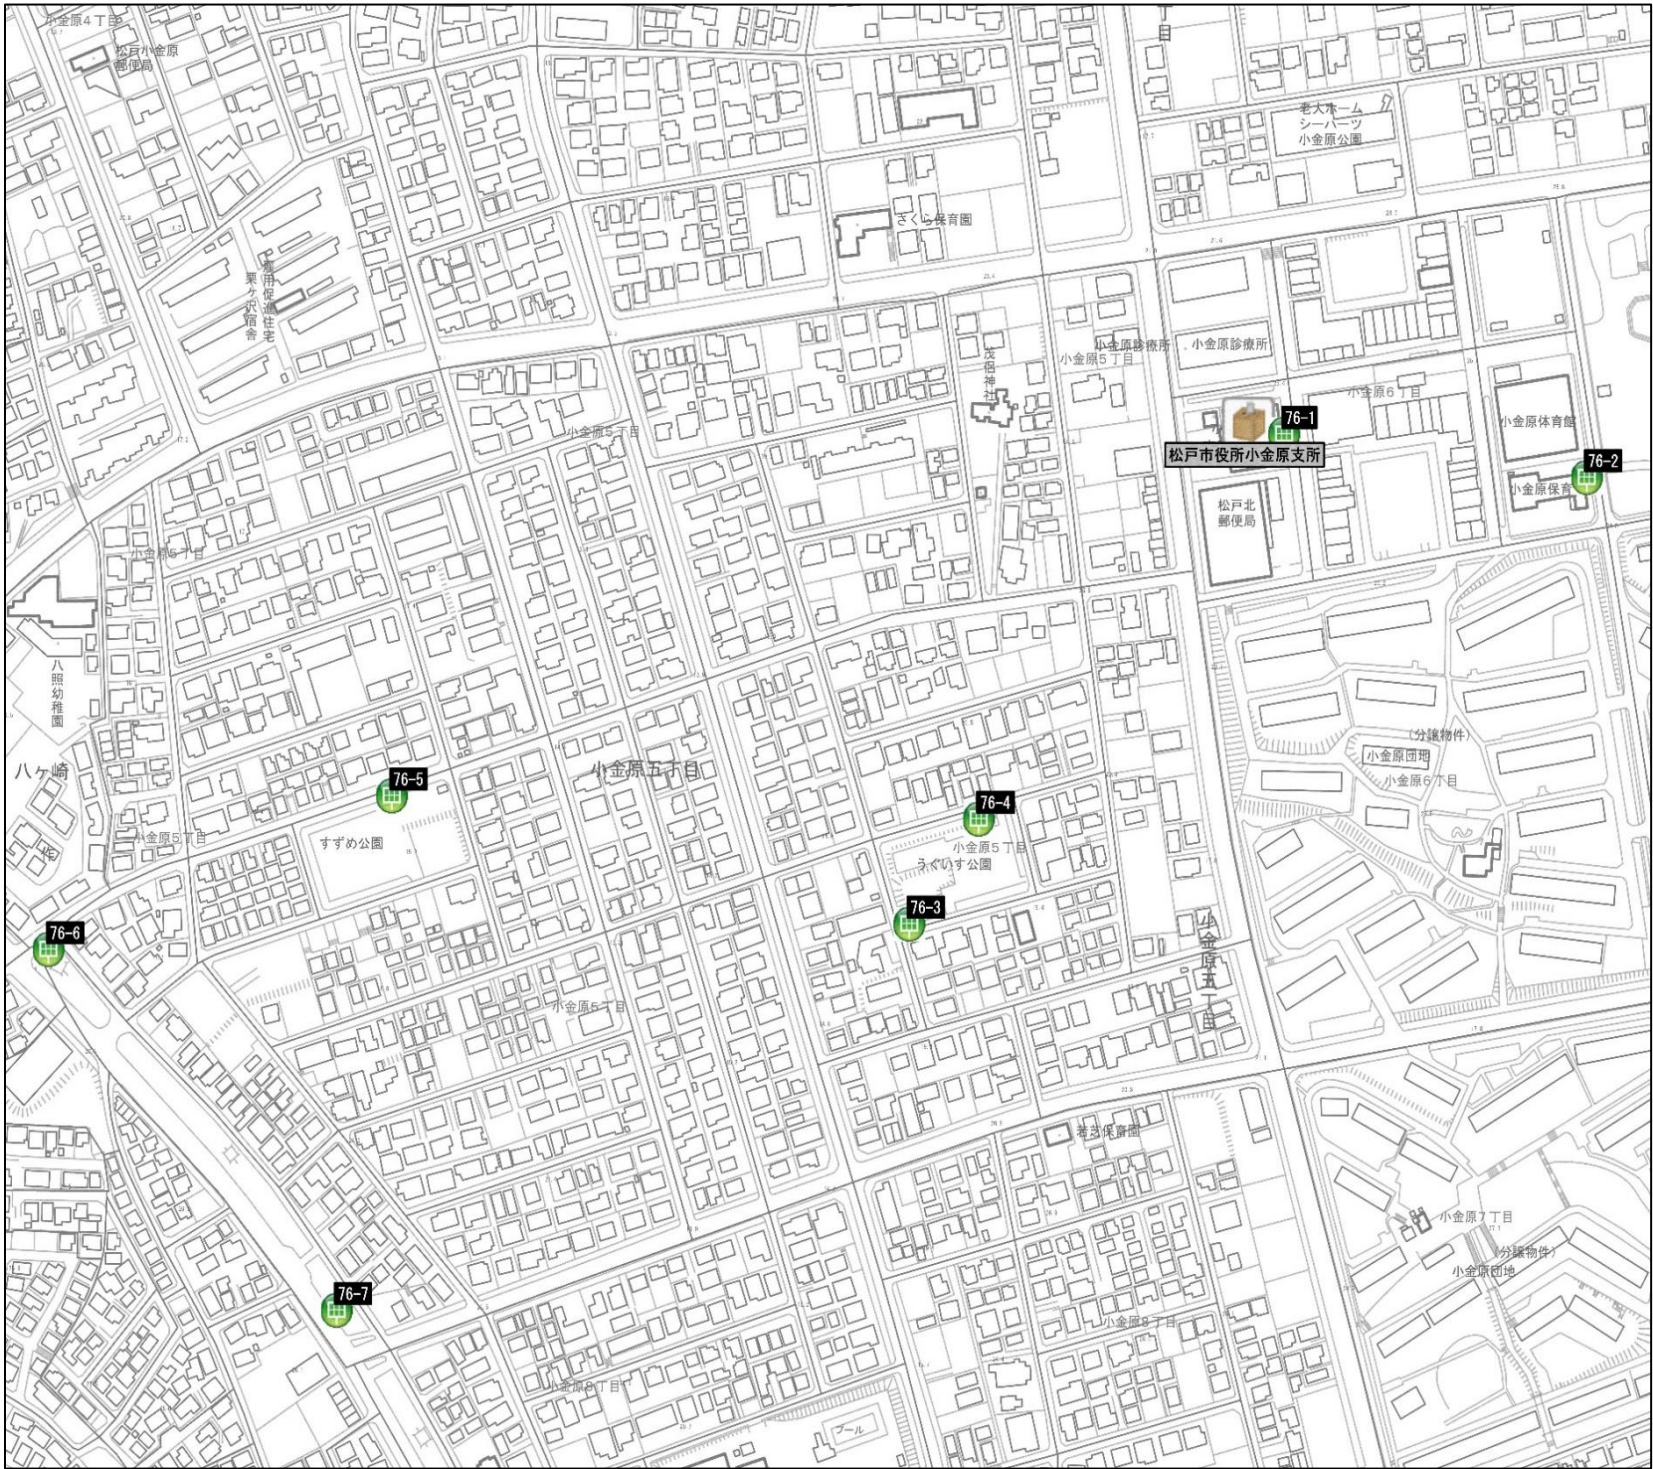 小金原4丁目
松戸小金原
郵便局
老人ホーム
シーハーツ
小金原公園
さくら保育園
雇用促進住宅
栗ヶ沢宿舎
茂侶神社
小金原診療所
小金原5丁目
小金原診療所
小金原6丁目
76-1
松戸市役所小金原支所
小金原体育館
76-2
小金原保育
松戸北
郵便局
小金原5丁目
小金原5丁目
八照幼稚園
八ヶ崎
作
小金原5丁目
76-5
すずめ公園
小金原五丁目
76-4
小金原5丁目
うぐいす公園
76-3
(分譲物件)
小金原団地
小金原6丁目
小金原五丁目
76-6
小金原5丁目
若芝保育園
76-7
小金原7丁目
(分譲物件)
小金原団地
小金原8丁目
小金原8丁目
プール